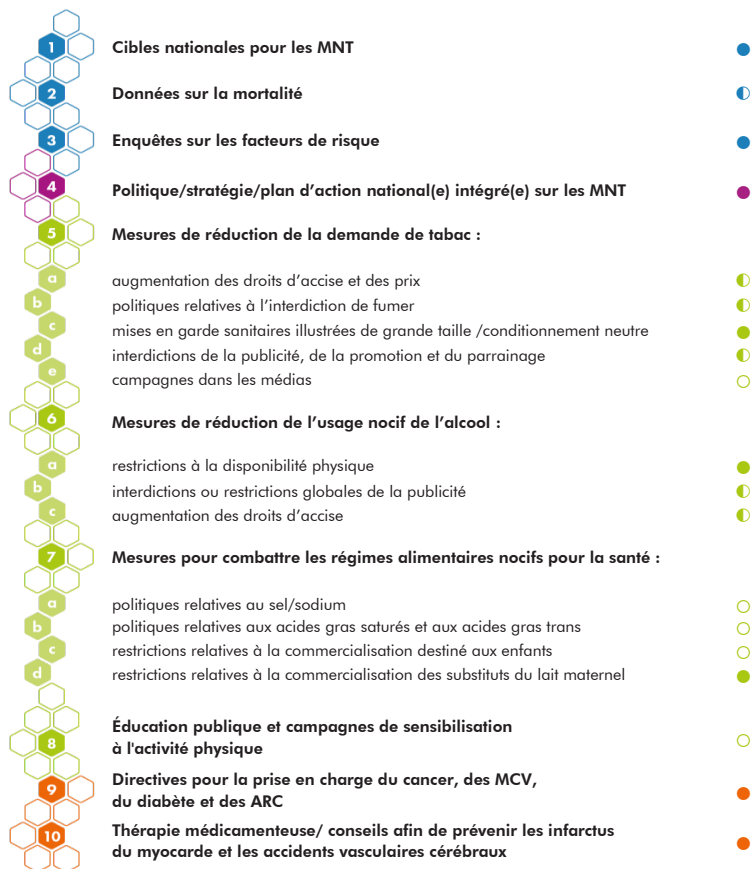 1 Cibles nationales pour les MNT
2 Données sur la mortalité
3 Enquêtes sur les facteurs de risque
4 Politique/stratégie/plan d’action national(e) intégré(e) sur les MNT
5 Mesures de réduction de la demande de tabac :
a augmentation des droits d’accise et des prix
b politiques relatives à l’interdiction de fumer
c mises en garde sanitaires illustrées de grande taille /conditionnement neutre
d interdictions de la publicité, de la promotion et du parrainage
e campagnes dans les médias
6 Mesures de réduction de l’usage nocif de l’alcool :
a restrictions à la disponibilité physique
b interdictions ou restrictions globales de la publicité
c augmentation des droits d’accise
7 Mesures pour combattre les régimes alimentaires nocifs pour la santé :
a politiques relatives au sel/sodium
b politiques relatives aux acides gras saturés et aux acides gras trans
c restrictions relatives à la commercialisation destiné aux enfants
d restrictions relatives à la commercialisation des substituts du lait maternel
8 Éducation publique et campagnes de sensibilisation
à l'activité physique
9 Directives pour la prise en charge du cancer, des MCV,
du diabète et des ARC
10 Thérapie médicamenteuse/ conseils afin de prévenir les infarctus
du myocarde et les accidents vasculaires cérébraux